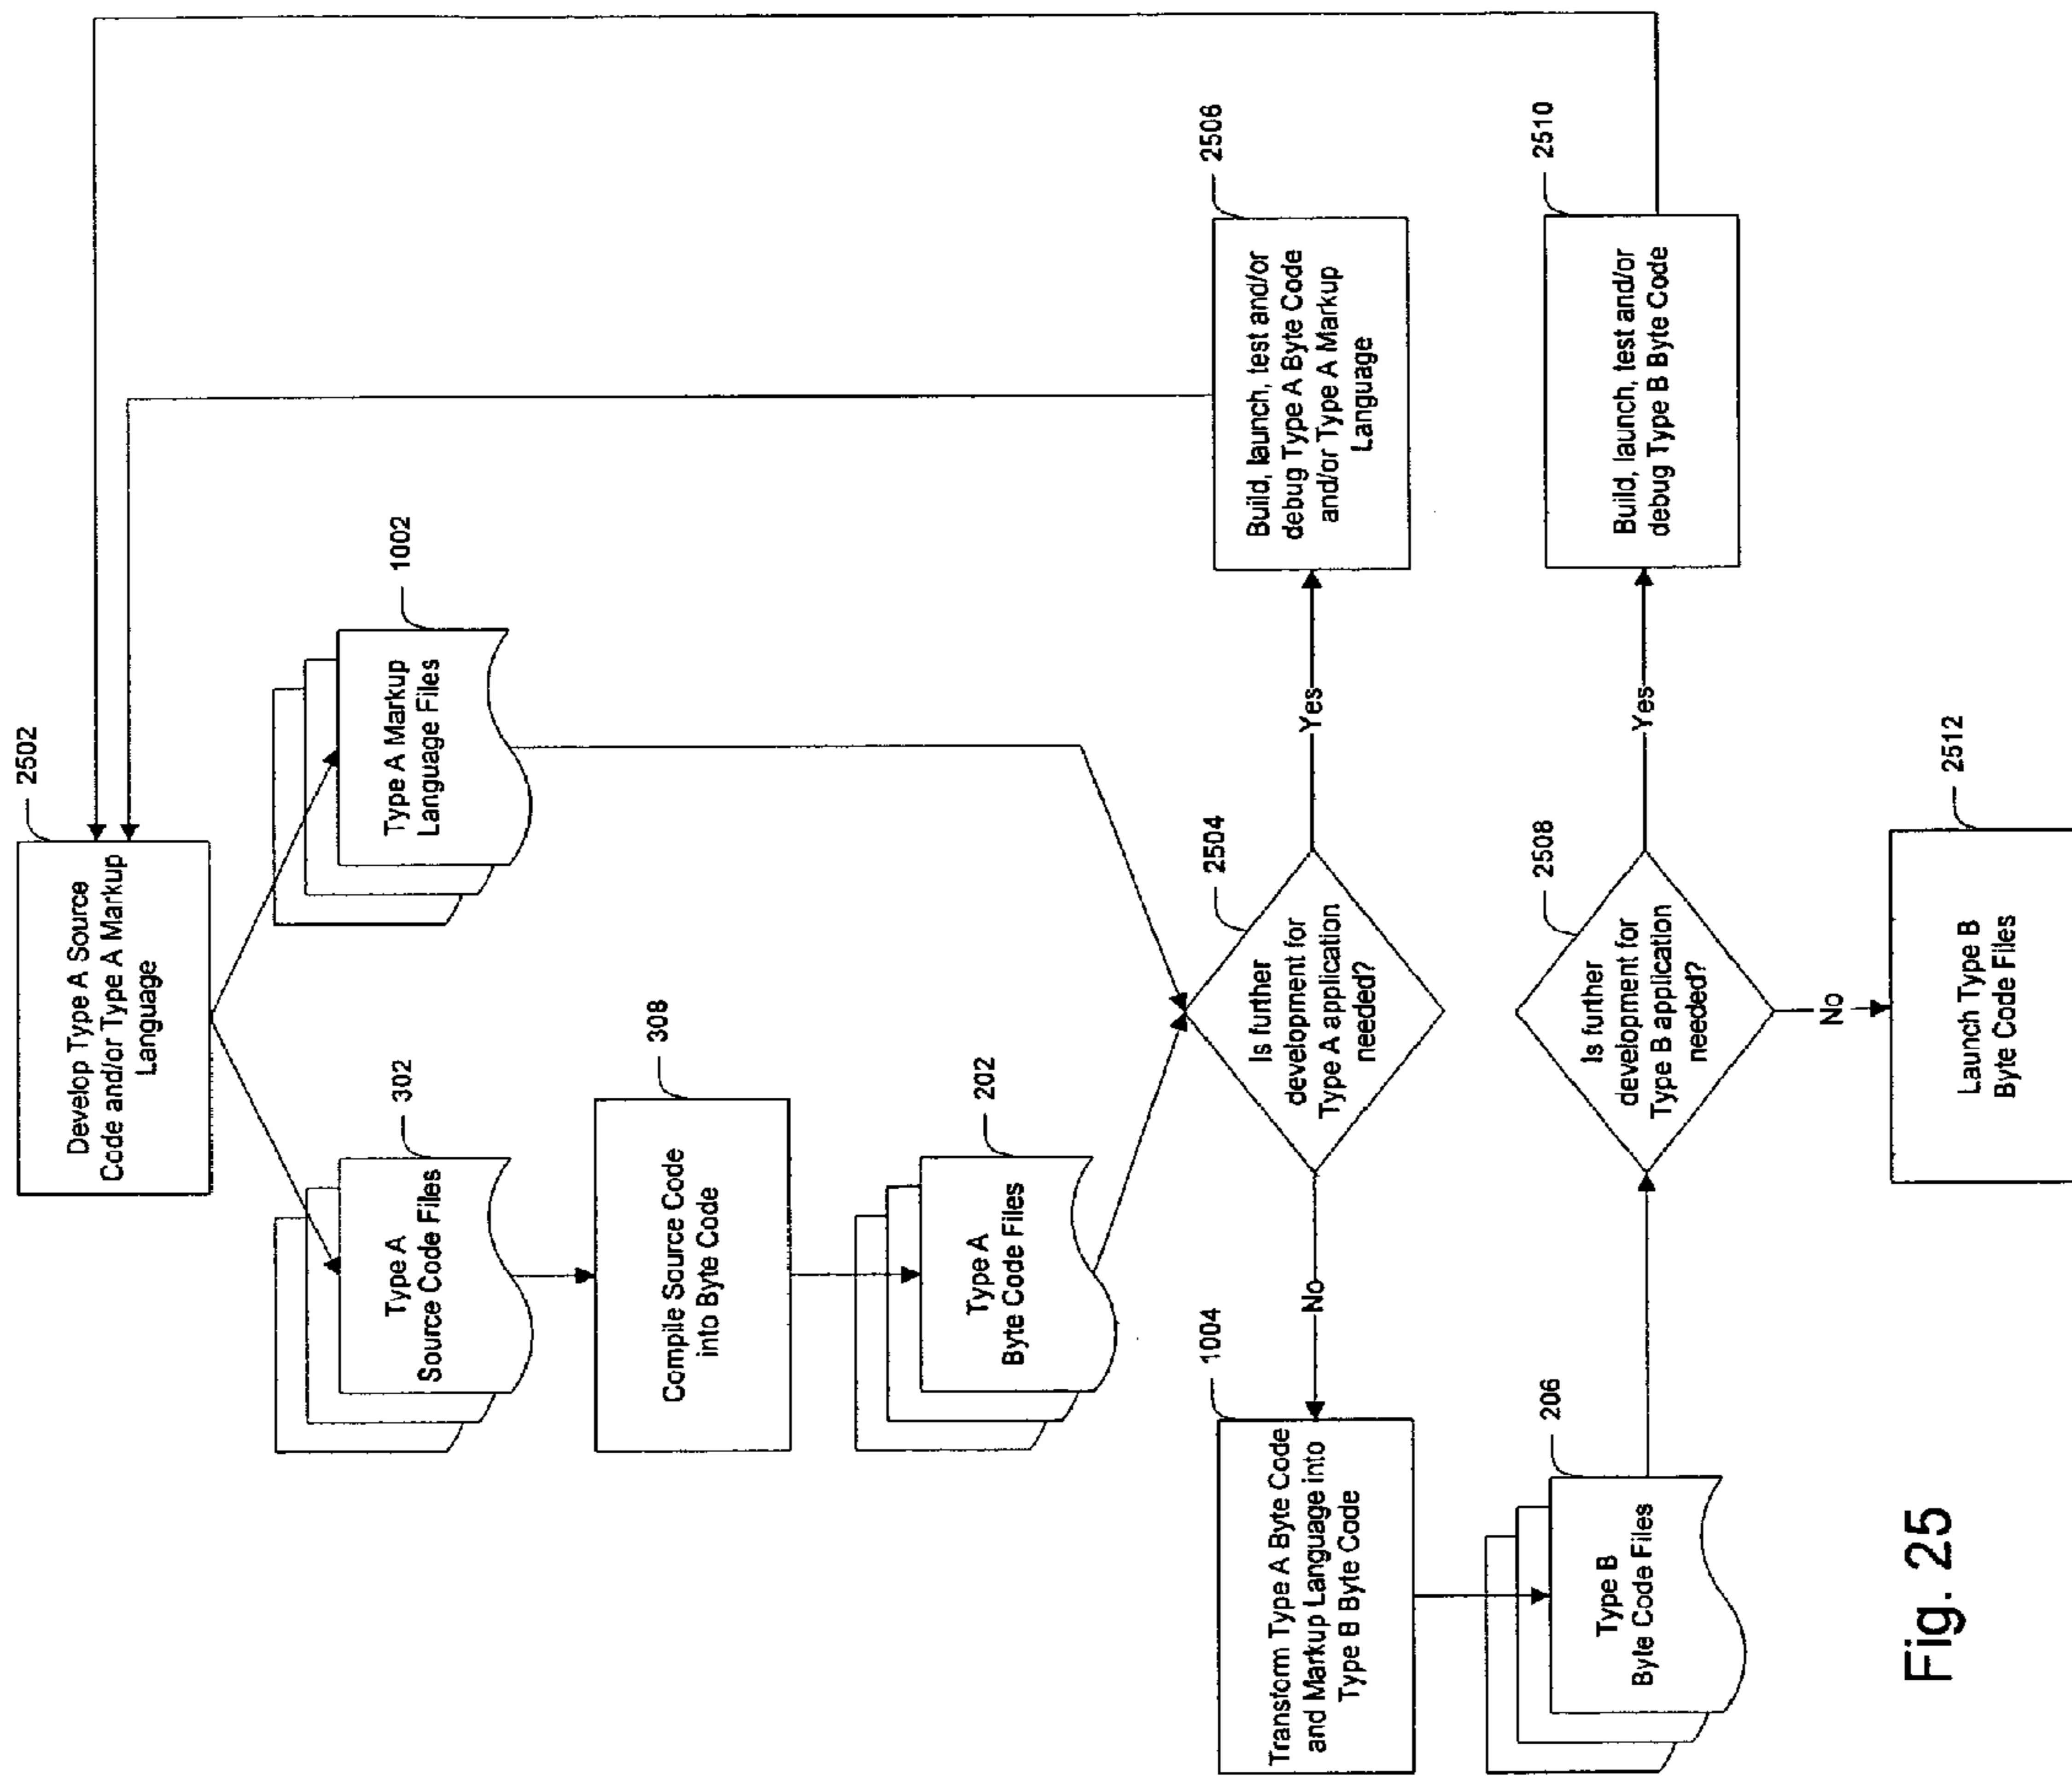 2502
Develop Type A Source
Code and/or Type A Markup
Language
302
Type A
Source Code Files
1002
Type A Markup
Language Files
308
Compile Source Code
into Byte Code
202
Type A
Byte Code Files
2504
Is further
development for
Type A application
needed?
Yes
2506
Build, launch, test and/or
debug Type A Byte Code
and/or Type A Markup
Language
No
1004
Transform Type A Byte Code
and Markup Language into
Type B Byte Code
206
Type B
Byte Code Files
2508
Is further
development for
Type B application
needed?
Yes
2510
Build, launch, test and/or
debug Type B Byte Code
No
2512
Launch Type B
Byte Code Files
Fig. 25